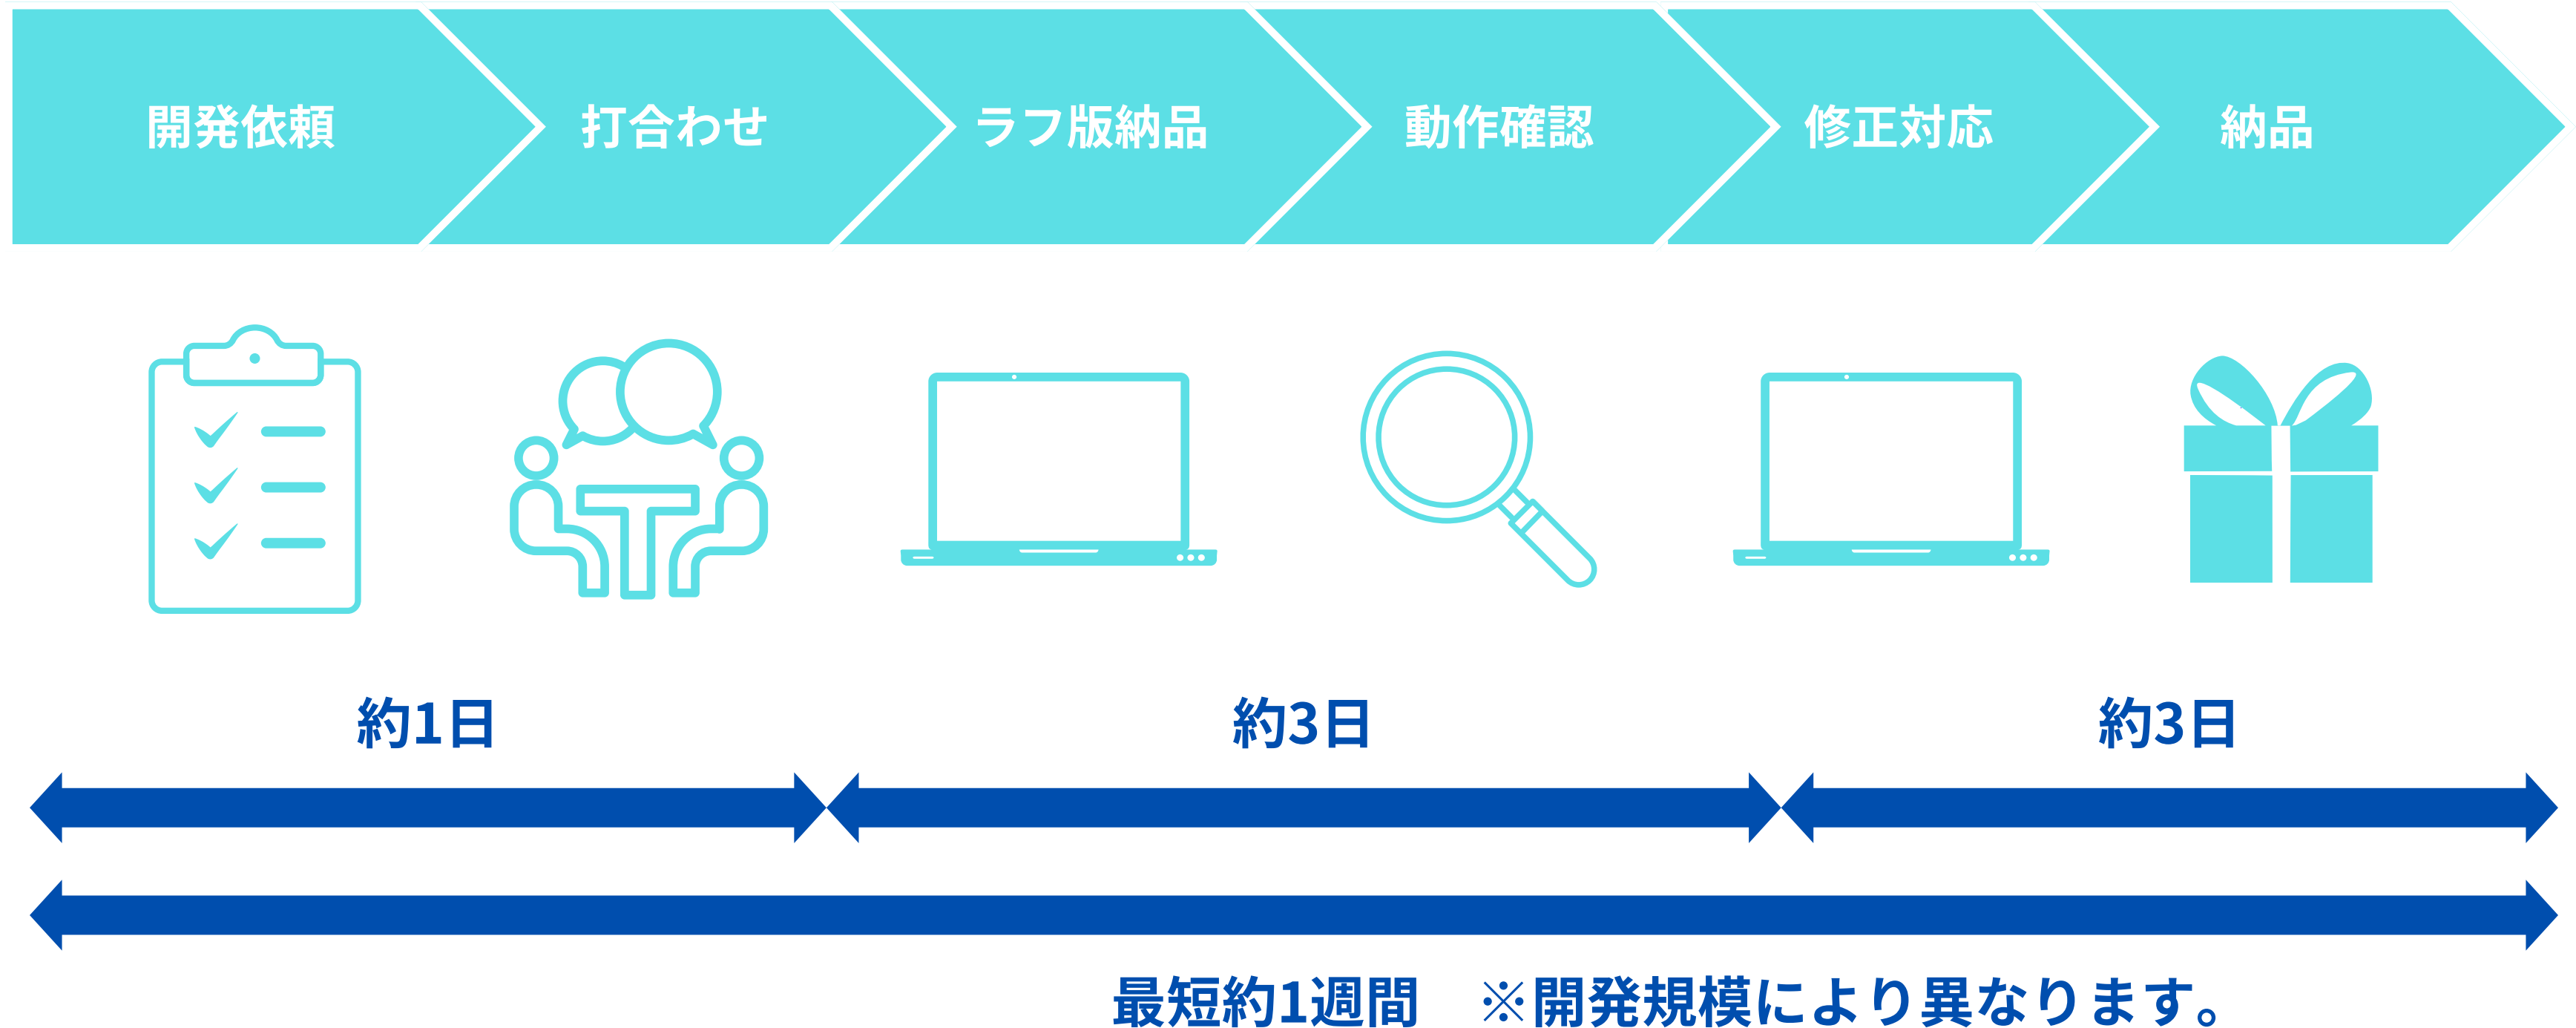 開発依頼
打合わせ
ラフ版納品
動作確認
修正対応
納品
約1日
約3日
約3日
最短約1週間　※開発規模により異なります。